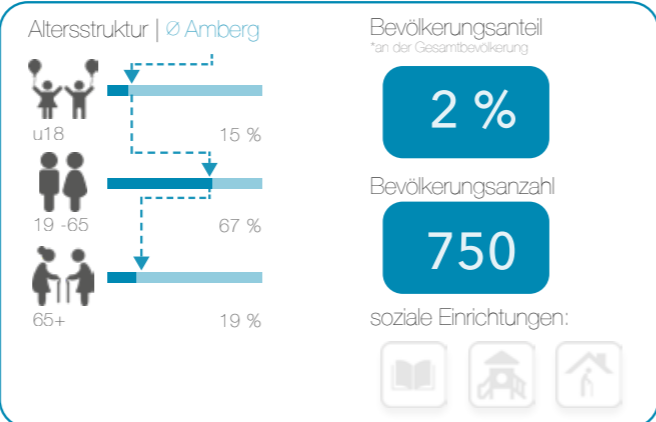 Altersstruktur | Ø Amberg
u18 15 %
19 -65 67 %
65+ 19 %
Bevölkerungsanteil
*an der Gesamtbevölkerung
2 %
Bevölkerungsanzahl
750
soziale Einrichtungen: